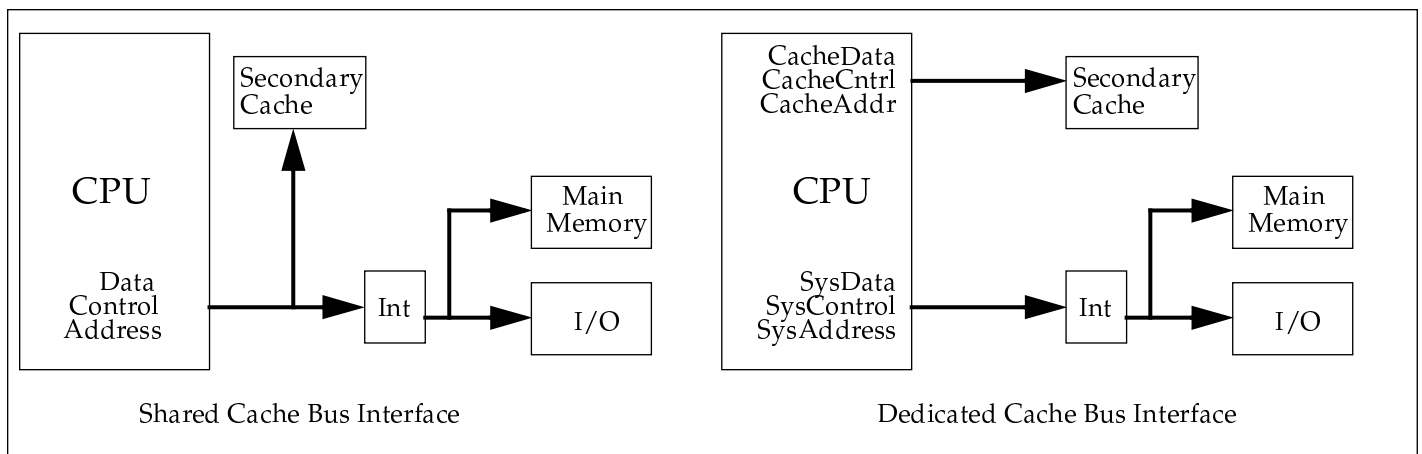 Secondary
Cache
CPU
Main
Memory
Data
Control
Address
Int
I/O
Shared Cache Bus Interface
CacheData
CacheCntrl
CacheAddr
Secondary
Cache
CPU
Main
Memory
SysData
SysControl
SysAddress
Int
I/O
Dedicated Cache Bus Interface